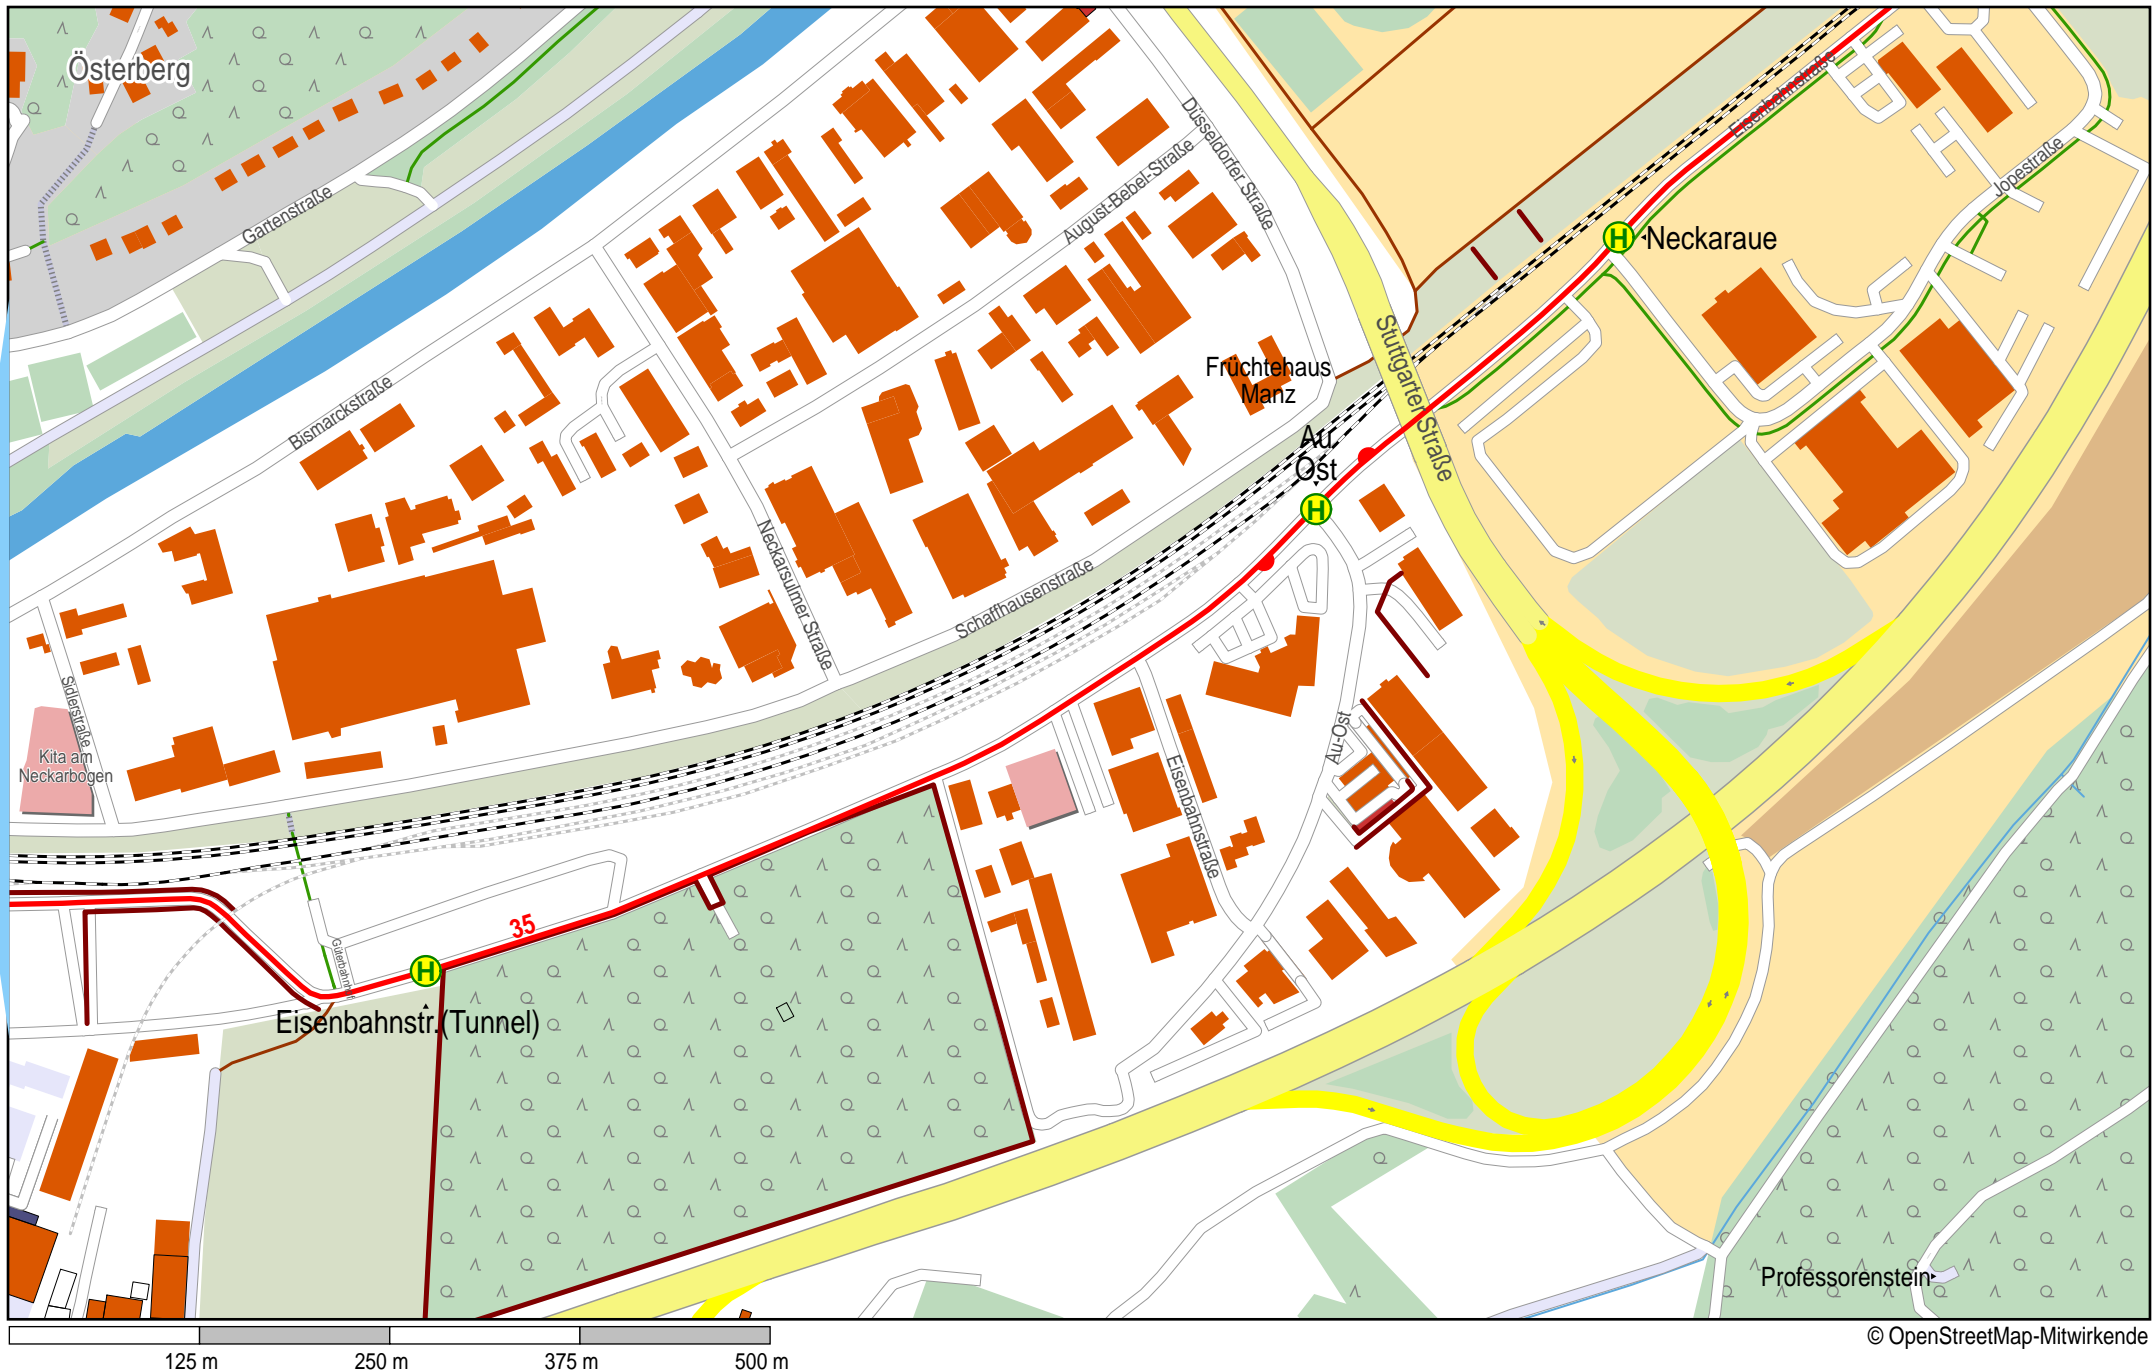 Österberg
Gartenstraße
Düsseldorfer Straße
August-Bebel-Straße
Eisenbahnstraße
Jopestraße
H
Neckaraue
Stuttgarter Straße
Früchtehaus
Manz
Bismarckstraße
Au
Ost
H
Neckarsulmer Straße
Schaffhausenstraße
Sidlerstraße
Kita am
Neckarbogen
Au-Ost
Eisenbahnstraße
35
H
Eisenbahnstr.(Tunnel)
Professorenstein
125 m
250 m
375 m
500 m
© OpenStreetMap-Mitwirkende